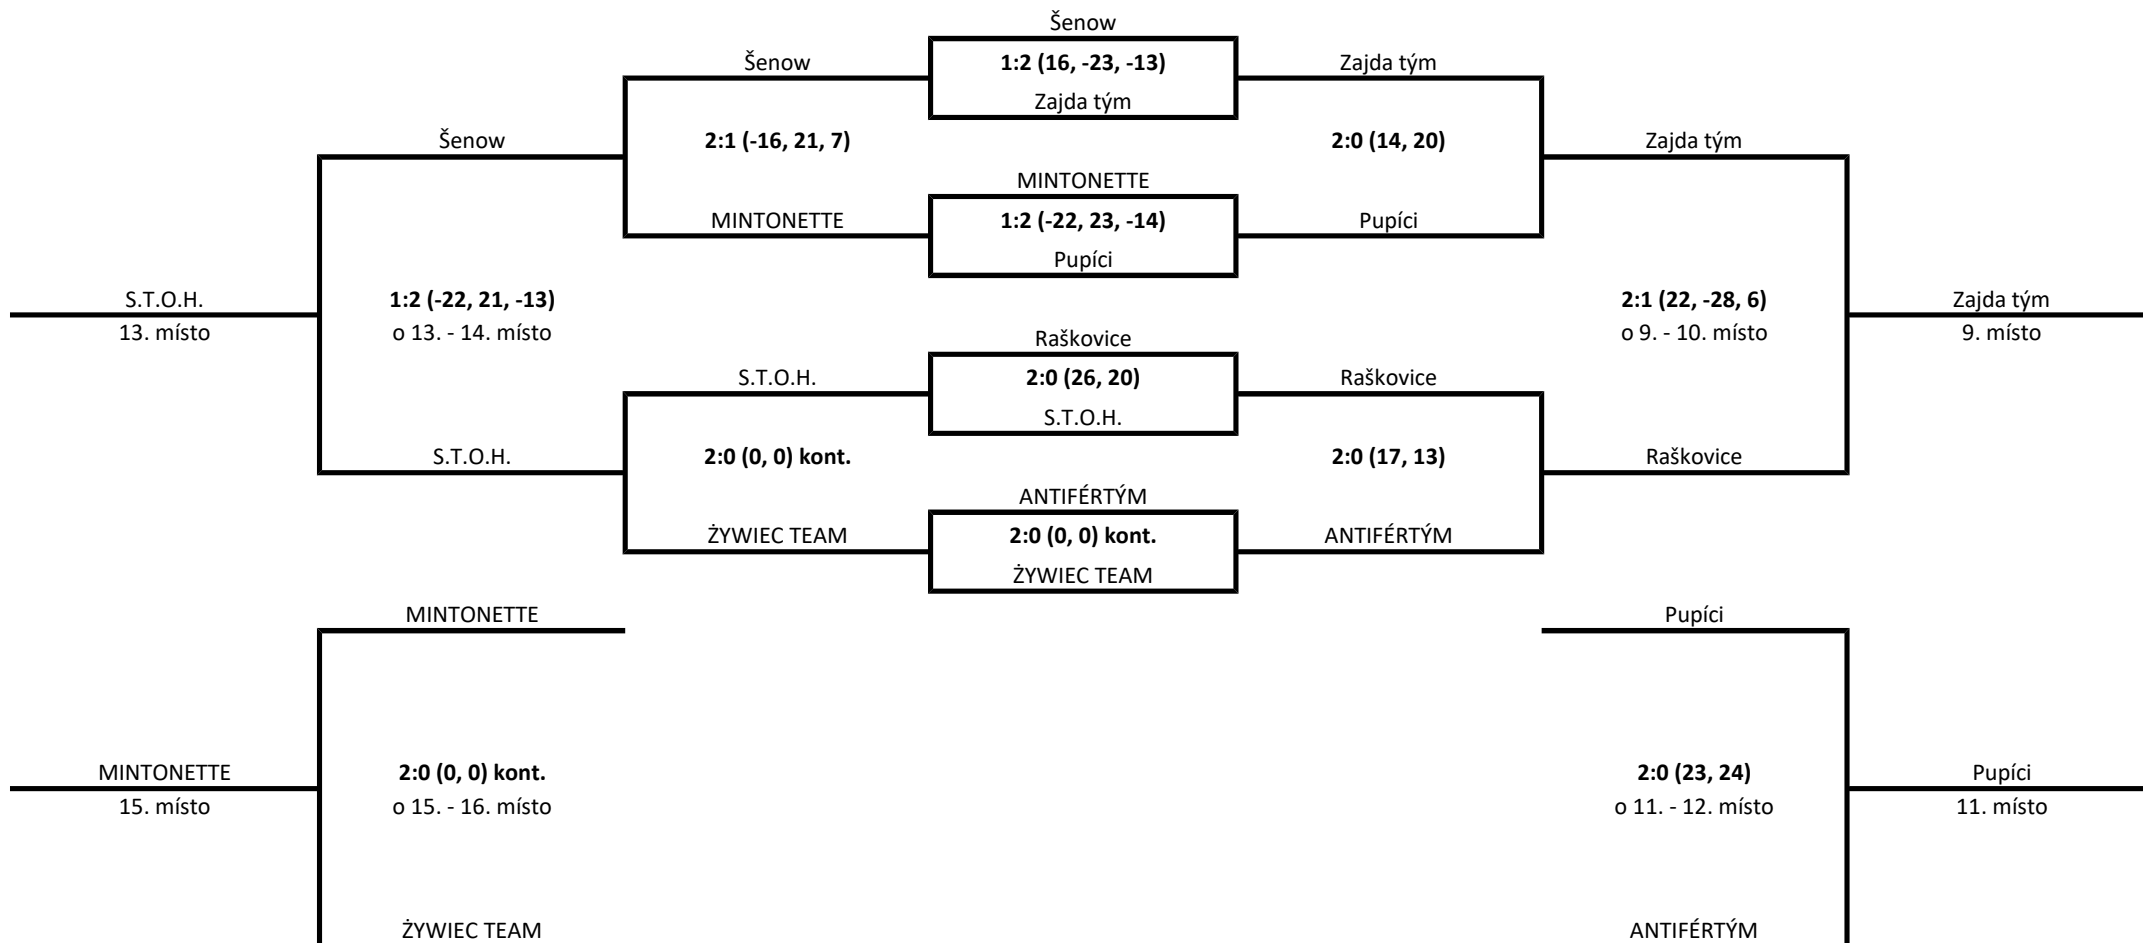 Šenow
Šenow 1:2 (16, -23, -13) Zajda tým
Zajda tým
Šenow 2:1 (-16, 21, 7) 2:0 (14, 20) Zajda tým
MINTONETTE
MINTONETTE 1:2 (-22, 23, -14) Pupíci
Pupíci
S.T.O.H. 1:2 (-22, 21, -13) 2:1 (22, -28, 6) Zajda tým
13. místo o 13. - 14. místo o 9. - 10. místo 9. místo
Raškovice
S.T.O.H. 2:0 (26, 20) Raškovice
S.T.O.H.
S.T.O.H. 2:0 (0, 0) kont. 2:0 (17, 13) Raškovice
ANTIFÉRTÝM
ŻYWIEC TEAM 2:0 (0, 0) kont. ANTIFÉRTÝM
ŻYWIEC TEAM
MINTONETTE Pupíci
MINTONETTE 2:0 (0, 0) kont. 2:0 (23, 24) Pupíci
15. místo o 15. - 16. místo o 11. - 12. místo 11. místo
ŻYWIEC TEAM ANTIFÉRTÝM